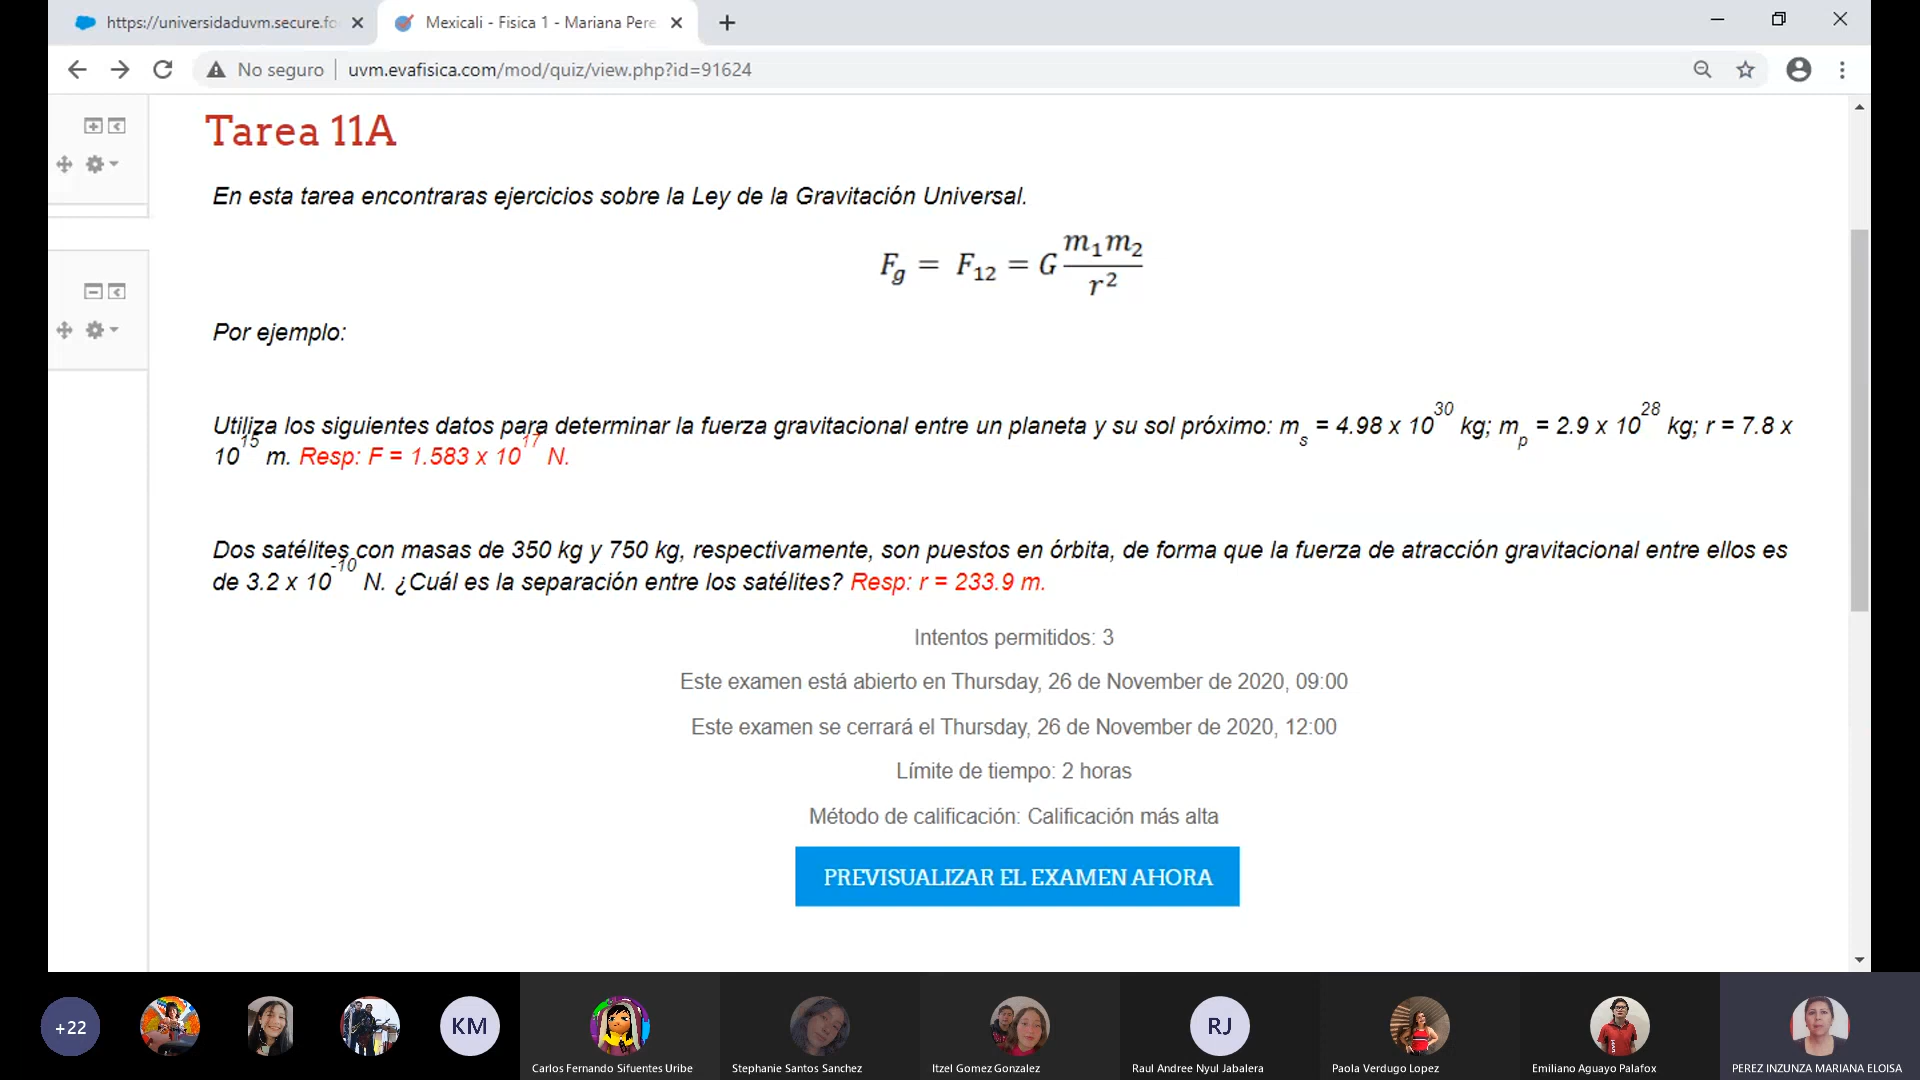 https://universidaduvm.secure.fo
Mexicali - Fisica 1 - Mariana Pere
No seguro | uvm.evafisica.com/mod/quiz/view.php?id=91624
Tarea 11A
En esta tarea encontraras ejercicios sobre la Ley de la Gravitación Universal.
F_g = F_12 = G m_1 m_2 / r^2
Por ejemplo:
Utiliza los siguientes datos para determinar la fuerza gravitacional entre un planeta y su sol próximo: m_s = 4.98 x 10^30 kg; m_p = 2.9 x 10^28 kg; r = 7.8 x
10^15 m. Resp: F = 1.583 x 10^17 N.
Dos satélites con masas de 350 kg y 750 kg, respectivamente, son puestos en órbita, de forma que la fuerza de atracción gravitacional entre ellos es
de 3.2 x 10^-10 N. ¿Cuál es la separación entre los satélites? Resp: r = 233.9 m.
Intentos permitidos: 3
Este examen está abierto en Thursday, 26 de November de 2020, 09:00
Este examen se cerrará el Thursday, 26 de November de 2020, 12:00
Límite de tiempo: 2 horas
Método de calificación: Calificación más alta
PREVISUALIZAR EL EXAMEN AHORA
+22
KM
RJ
Carlos Fernando Sifuentes Uribe
Stephanie Santos Sanchez
Itzel Gomez Gonzalez
Raul Andree Nyul Jabalera
Paola Verdugo Lopez
Emiliano Aguayo Palafox
PEREZ INZUNZA MARIANA ELOISA